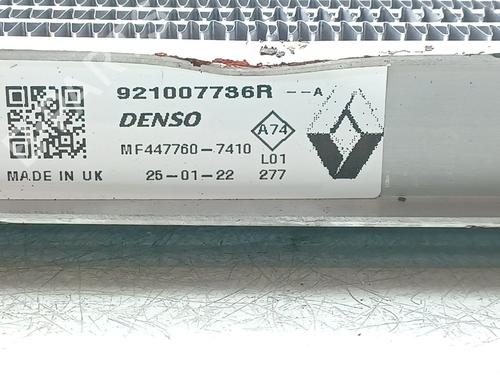 921007736R --A
DENSO
A74
MF447760-7410 L01
MADE IN UK 25-01-22 277